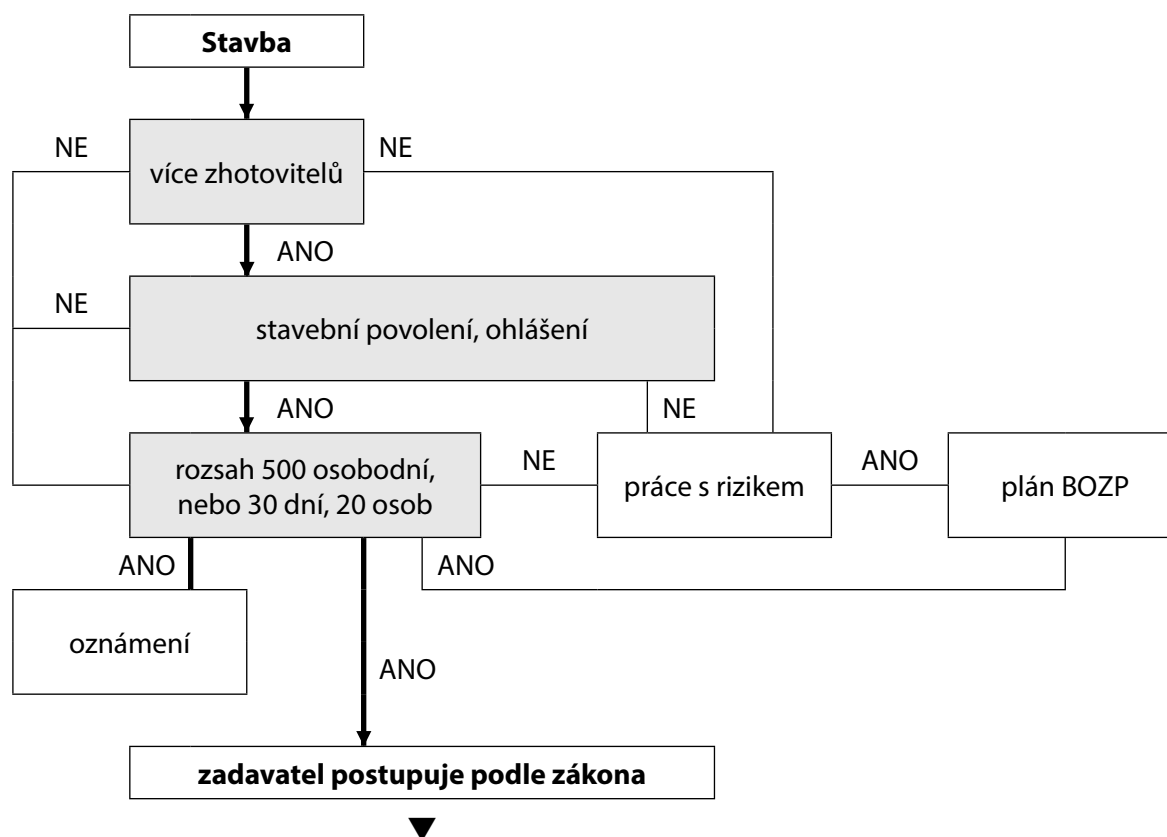 Stavba
NE
NE
více zhotovitelů
ANO
NE
stavební povolení, ohlášení
ANO
NE
rozsah 500 osobodní,
nebo 30 dní, 20 osob
NE
práce s rizikem
ANO
plán BOZP
ANO
ANO
oznámení
ANO
zadavatel postupuje podle zákona